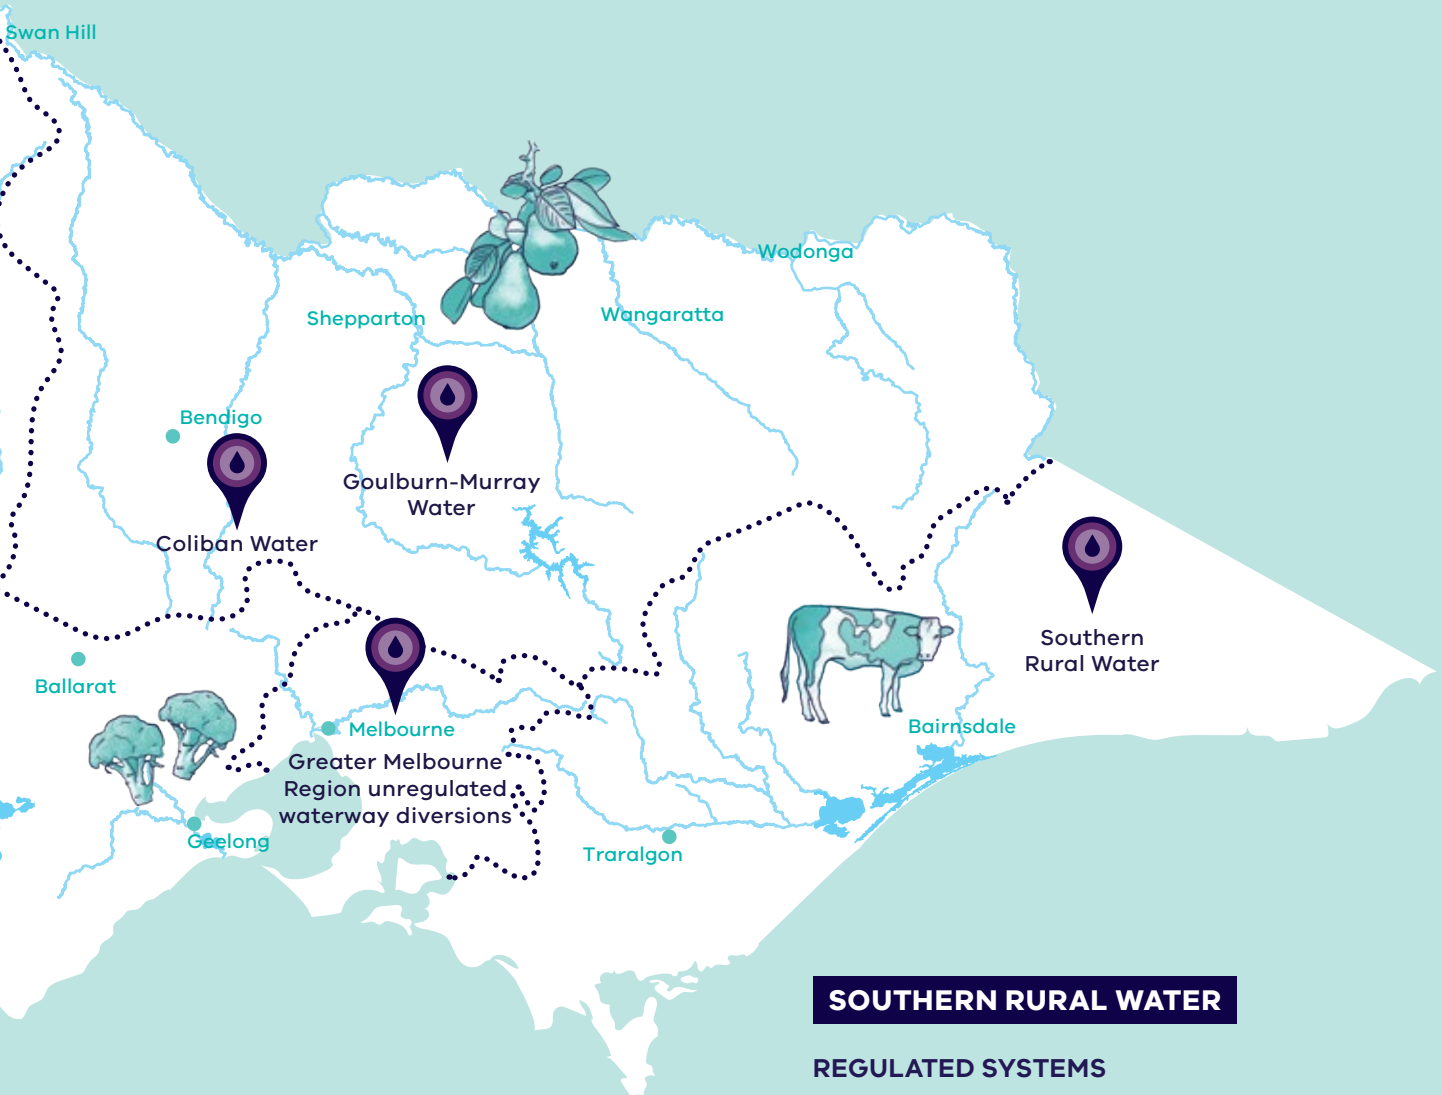 Swan Hill
Wodonga
Shepparton
Wangaratta
Bendigo
Goulburn-Murray
Water
Coliban Water
Southern
Rural Water
Ballarat
Bairnsdale
Melbourne
Greater Melbourne
Region unregulated
waterway diversions
Geelong
Traralgon
SOUTHERN RURAL WATER
REGULATED SYSTEMS